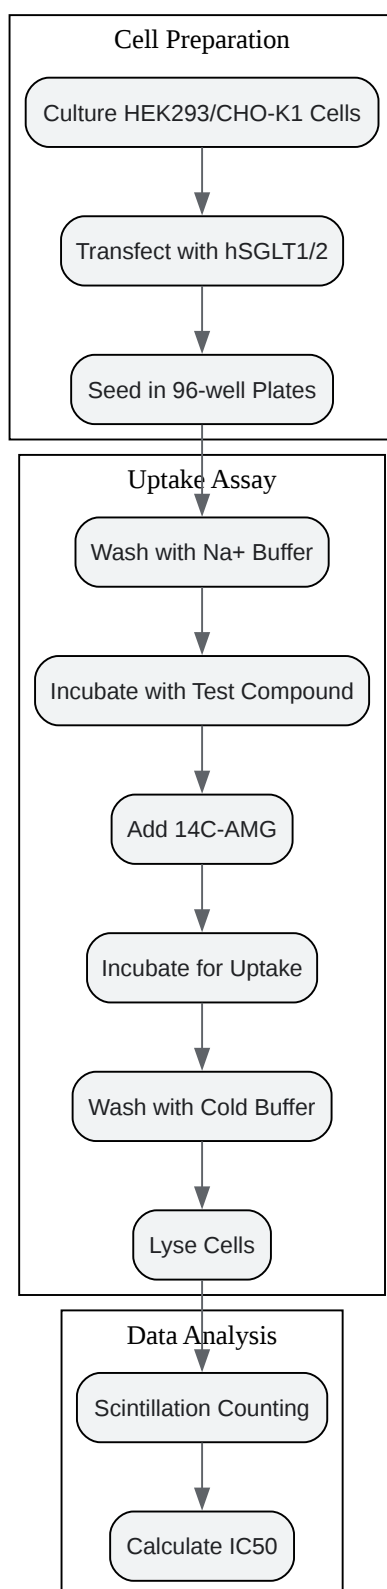 Cell Preparation
Culture HEK293/CHO-K1 Cells
Transfect with hSGLT1/2
Seed in 96-well Plates
Uptake Assay
Wash with Na+ Buffer
Incubate with Test Compound
Add 14C-AMG
Incubate for Uptake
Wash with Cold Buffer
Lyse Cells
Data Analysis
Scintillation Counting
Calculate IC50